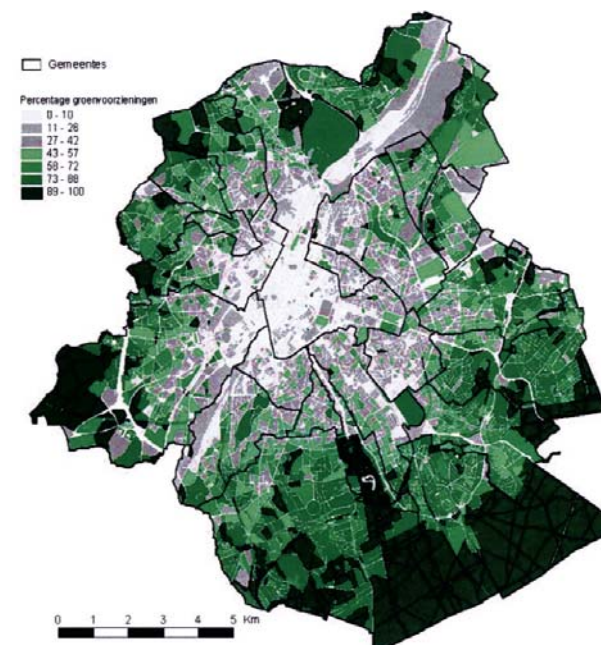 Gemeentes
Percentage groenvoorzieningen
0 - 10
11 - 26
27 - 42
43 - 57
58 - 72
73 - 88
89 - 100
0 1 2 3 4 5 Km